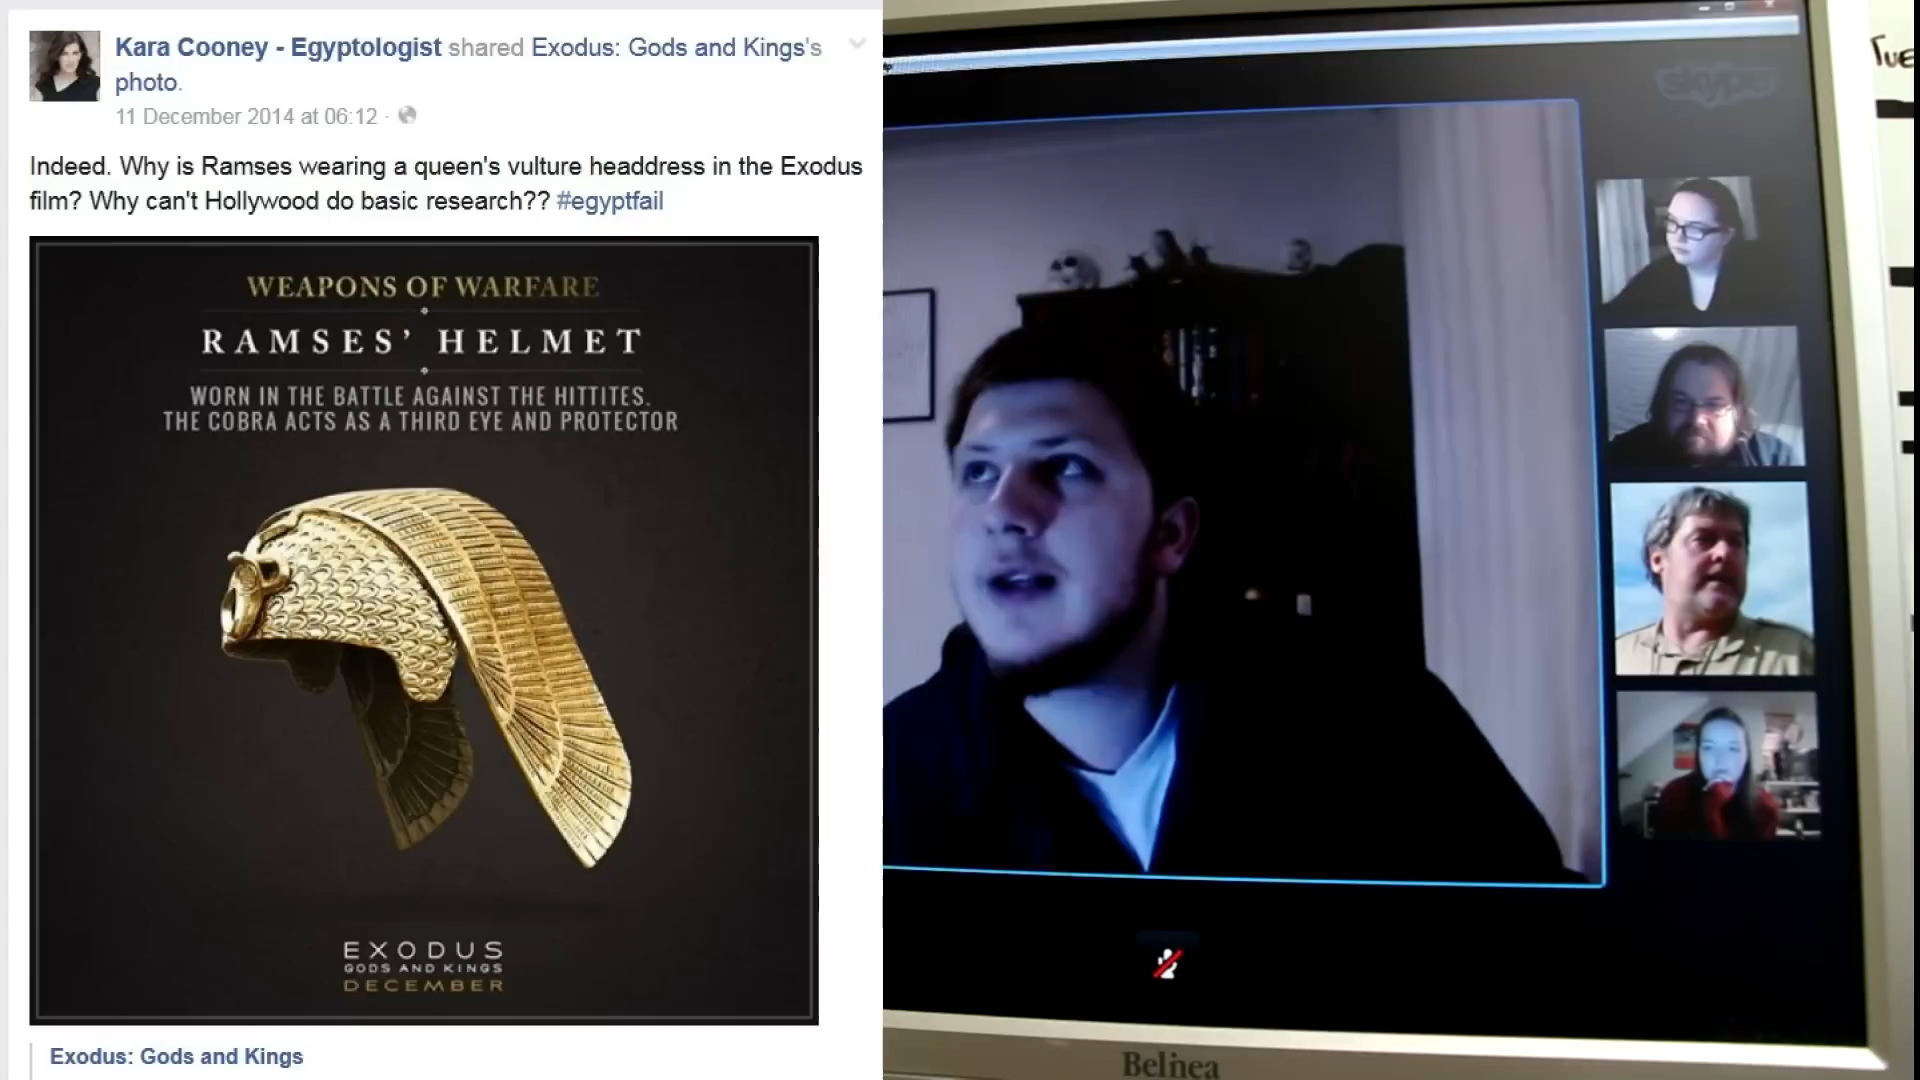 Kara Cooney - Egyptologist shared Exodus: Gods and Kings's
photo.
11 December 2014 at 06:12 ·
Indeed. Why is Ramses wearing a queen's vulture headdress in the Exodus
film? Why can't Hollywood do basic research?? #egyptfail
WEAPONS OF WARFARE
RAMSES' HELMET
WORN IN THE BATTLE AGAINST THE HITTITES.
THE COBRA ACTS AS A THIRD EYE AND PROTECTOR
EXODUS
GODS AND KINGS
DECEMBER
Exodus: Gods and Kings
skype
TUE
Belinea